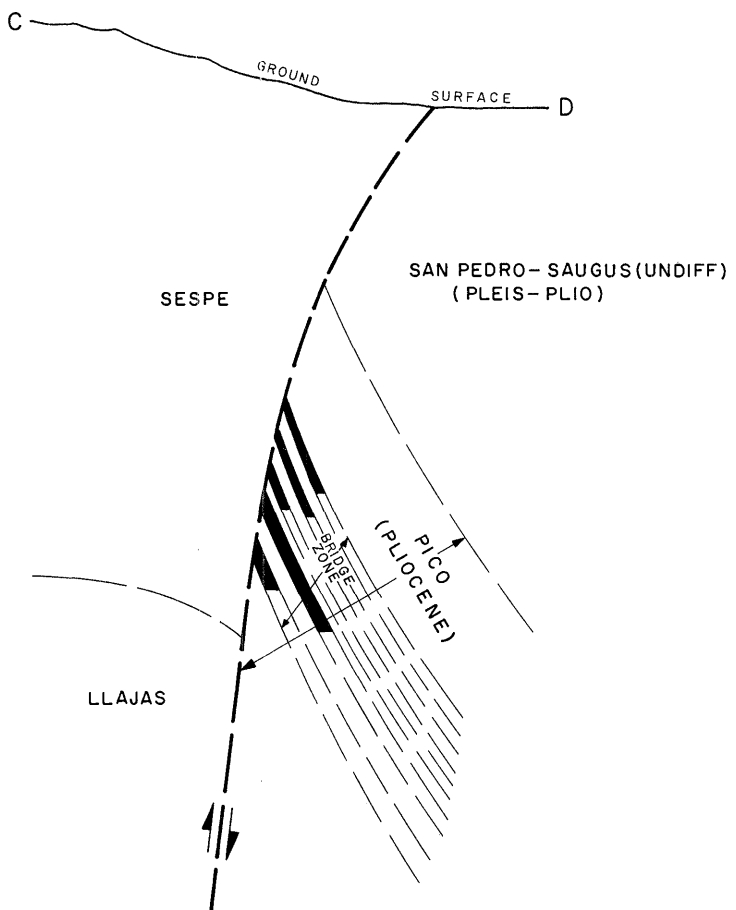 C
GROUND
SURFACE
D
SAN PEDRO-SAUGUS (UNDIFF)
(PLEIS-PLIO)
SESPE
BRIDGE
ZONE
PICO
(PLIOCENE)
LLAJAS